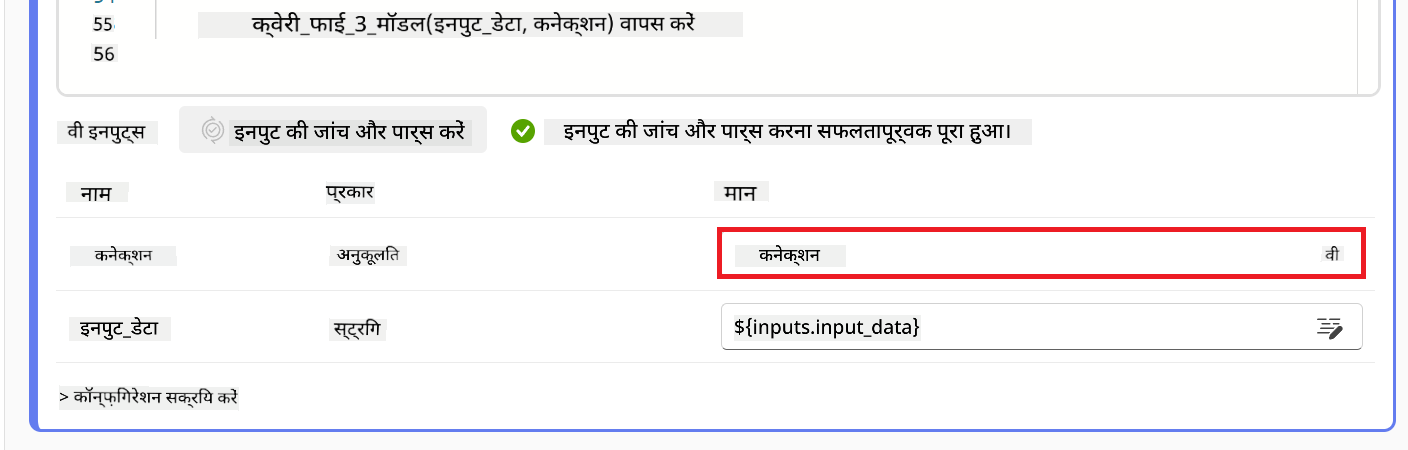 55
क्वेरी_फाई_3_मॉडल(इनपुट_डेटा, कनेक्शन) वापस करें
56
वी इनपुट्स इनपुट की जांच और पार्स करें इनपुट की जांच और पार्स करना सफलतापूर्वक पूरा हुआ।
नाम प्रकार मान
कनेक्शन अनुकूलित कनेक्शन वी
इनपुट_डेटा स्ट्रिंग ${inputs.input_data}
> कॉन्फ़िगरेशन सक्रिय करें